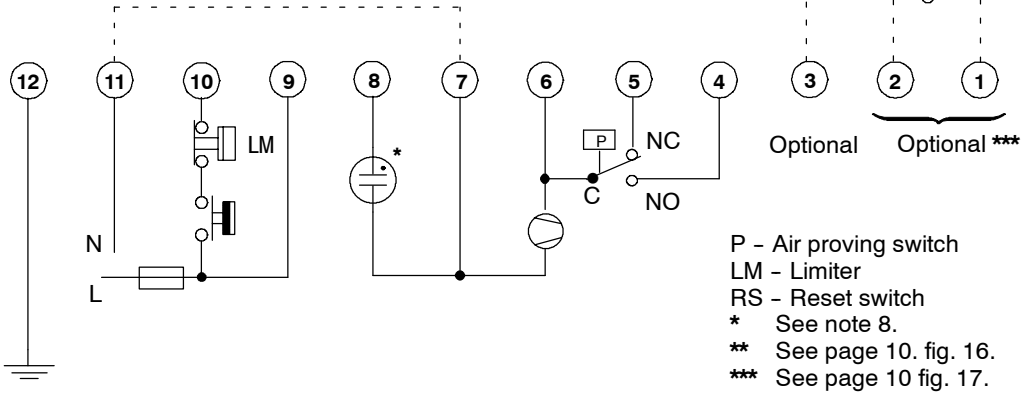 12 11 10 9 8 7 6 5 4 3 2 1
LM
*
P
NC
C
NO
Optional
Optional ***
N
L
P – Air proving switch
LM – Limiter
RS – Reset switch
* See note 8.
** See page 10. fig. 16.
*** See page 10 fig. 17.